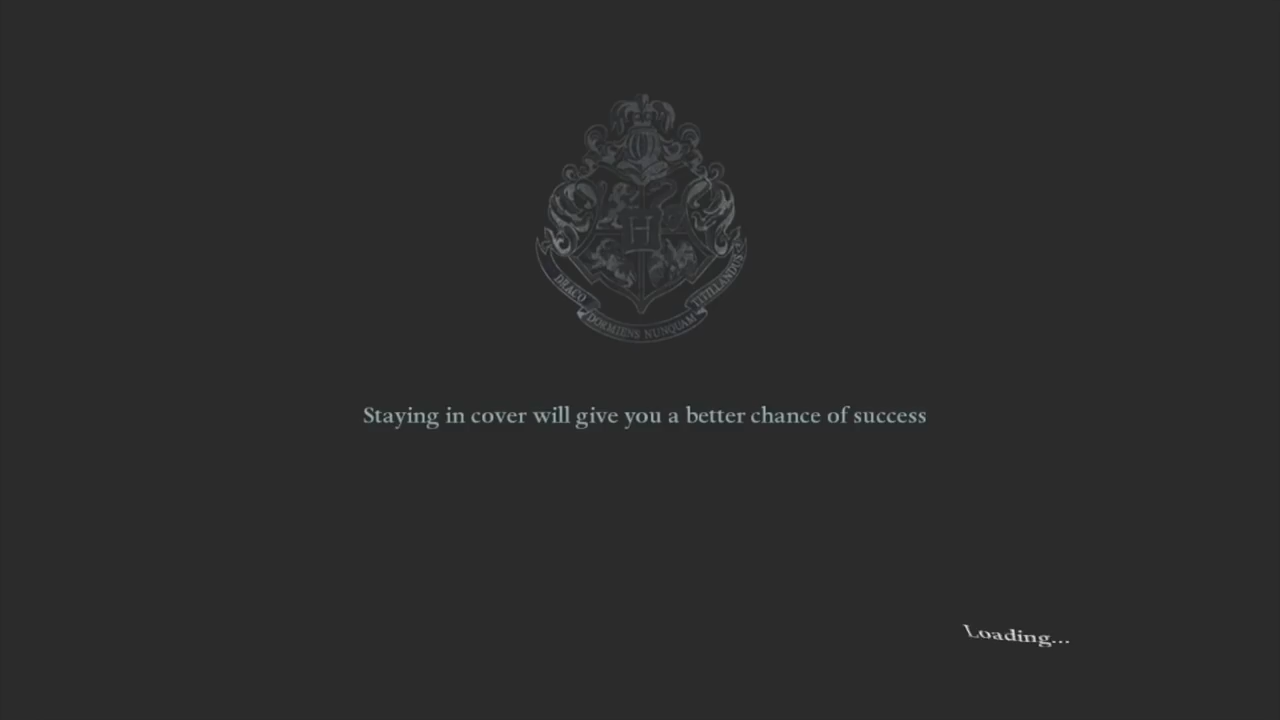 H
DRACO
DORMIENS NUNQUAM
TITILLANDUS
Staying in cover will give you a better chance of success
Loading...